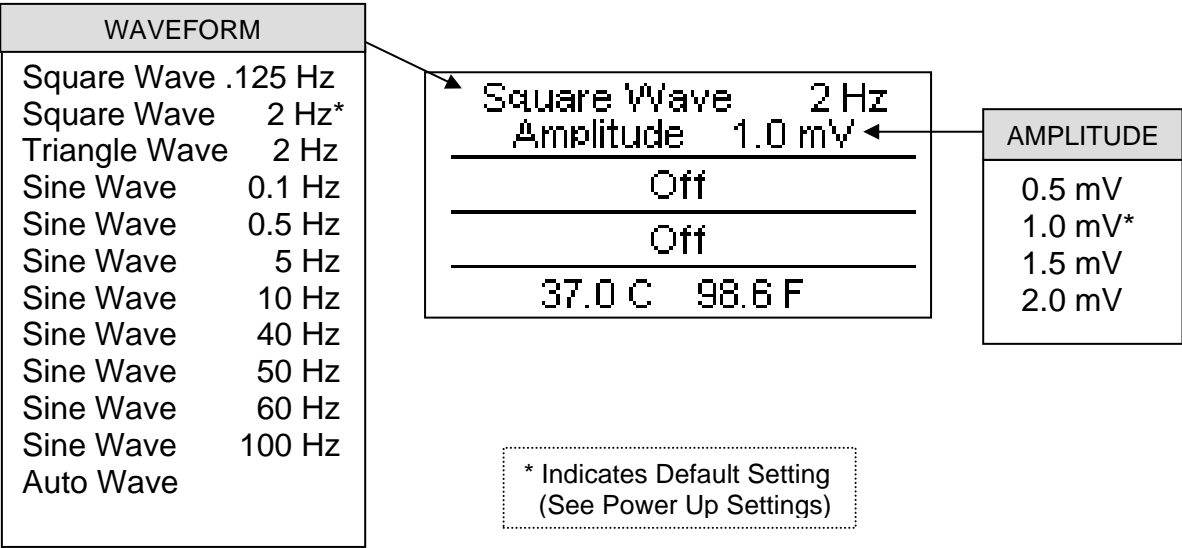 WAVEFORM
Square Wave .125 Hz
Square Wave 2 Hz*
Triangle Wave 2 Hz
Sine Wave 0.1 Hz
Sine Wave 0.5 Hz
Sine Wave 5 Hz
Sine Wave 10 Hz
Sine Wave 40 Hz
Sine Wave 50 Hz
Sine Wave 60 Hz
Sine Wave 100 Hz
Auto Wave
Square Wave 2 Hz
Amplitude 1.0 mV
Off
Off
37.0 C 98.6 F
AMPLITUDE
0.5 mV
1.0 mV*
1.5 mV
2.0 mV
* Indicates Default Setting
(See Power Up Settings)